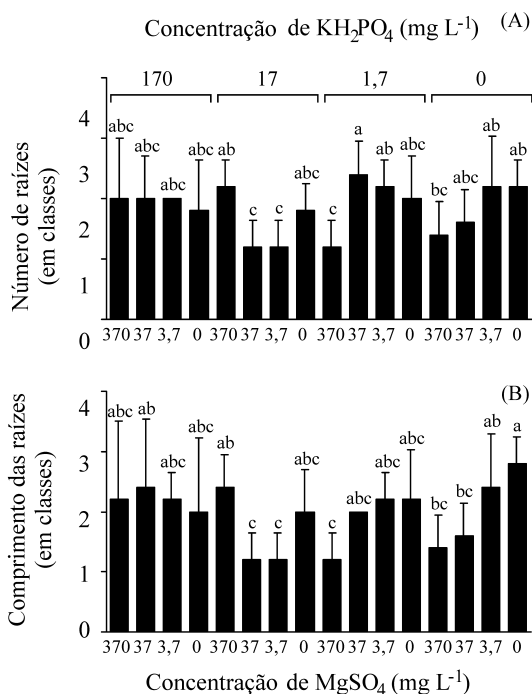 Concentração de KH2PO4 (mg L-1)
(A)
170 17 1,7 0
Número de raízes
(em classes)
4
3
2
1
0
abc abc abc abc ab c c abc c a ab abc bc abc ab ab
370 37 3,7 0 370 37 3,7 0 370 37 3,7 0 370 37 3,7 0
(B)
Comprimento das raízes
(em classes)
4
3
2
1
0
abc ab abc abc ab c c abc c abc abc abc bc bc ab a
370 37 3,7 0 370 37 3,7 0 370 37 3,7 0 370 37 3,7 0
Concentração de MgSO4 (mg L-1)